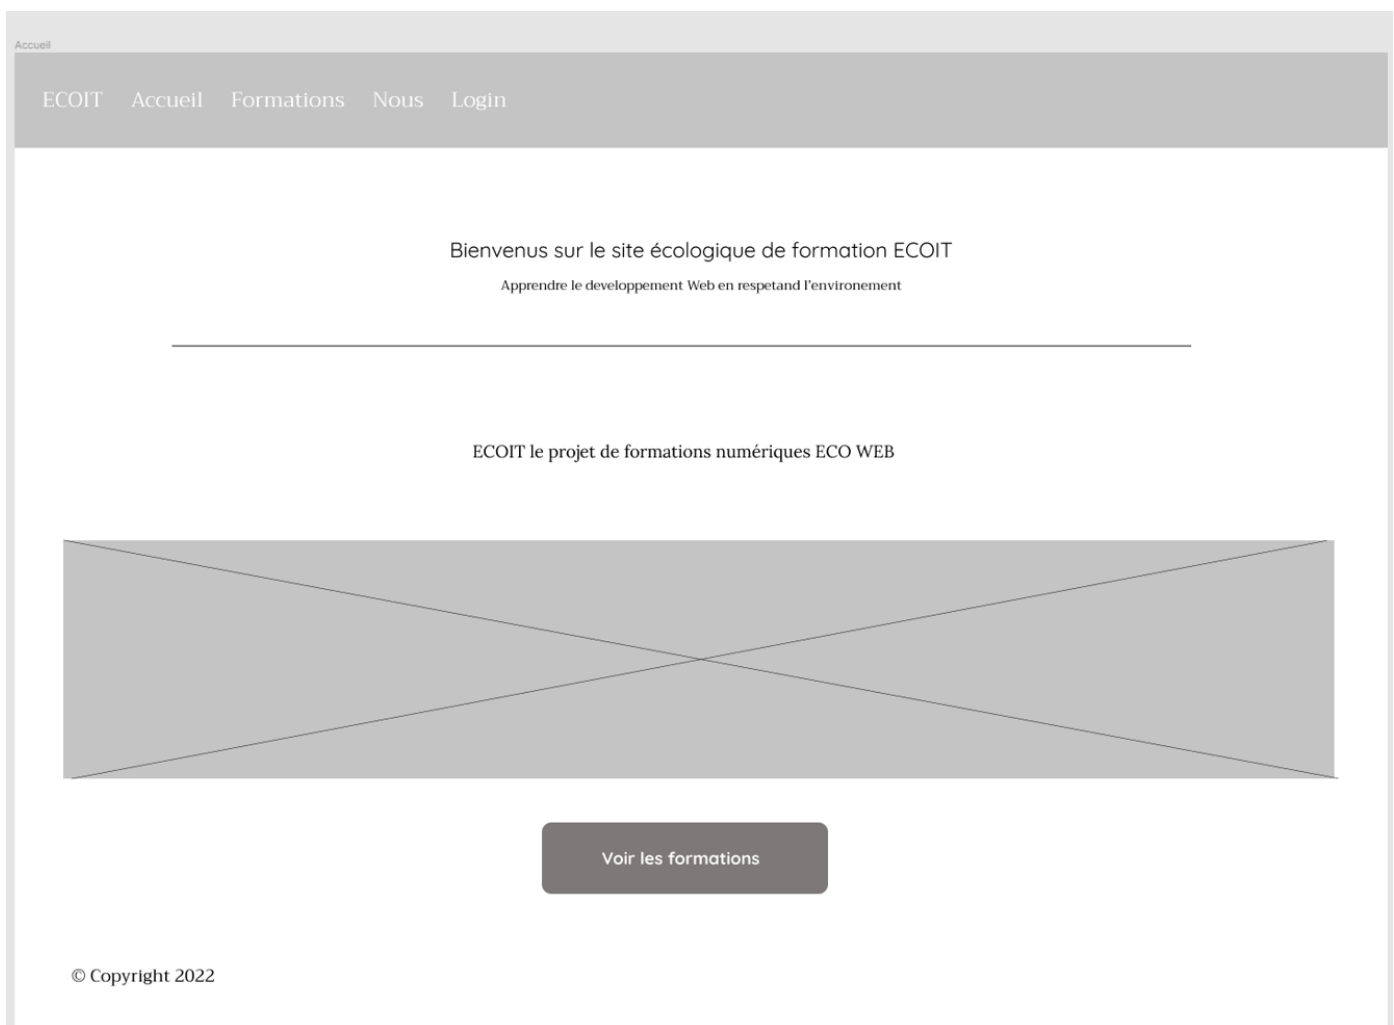 Accueil
ECOIT Accueil Formations Nous Login
Bienvenus sur le site écologique de formation ECOIT
Apprendre le developpement Web en respetand l'environement
ECOIT le projet de formations numériques ECO WEB
Voir les formations
© Copyright 2022